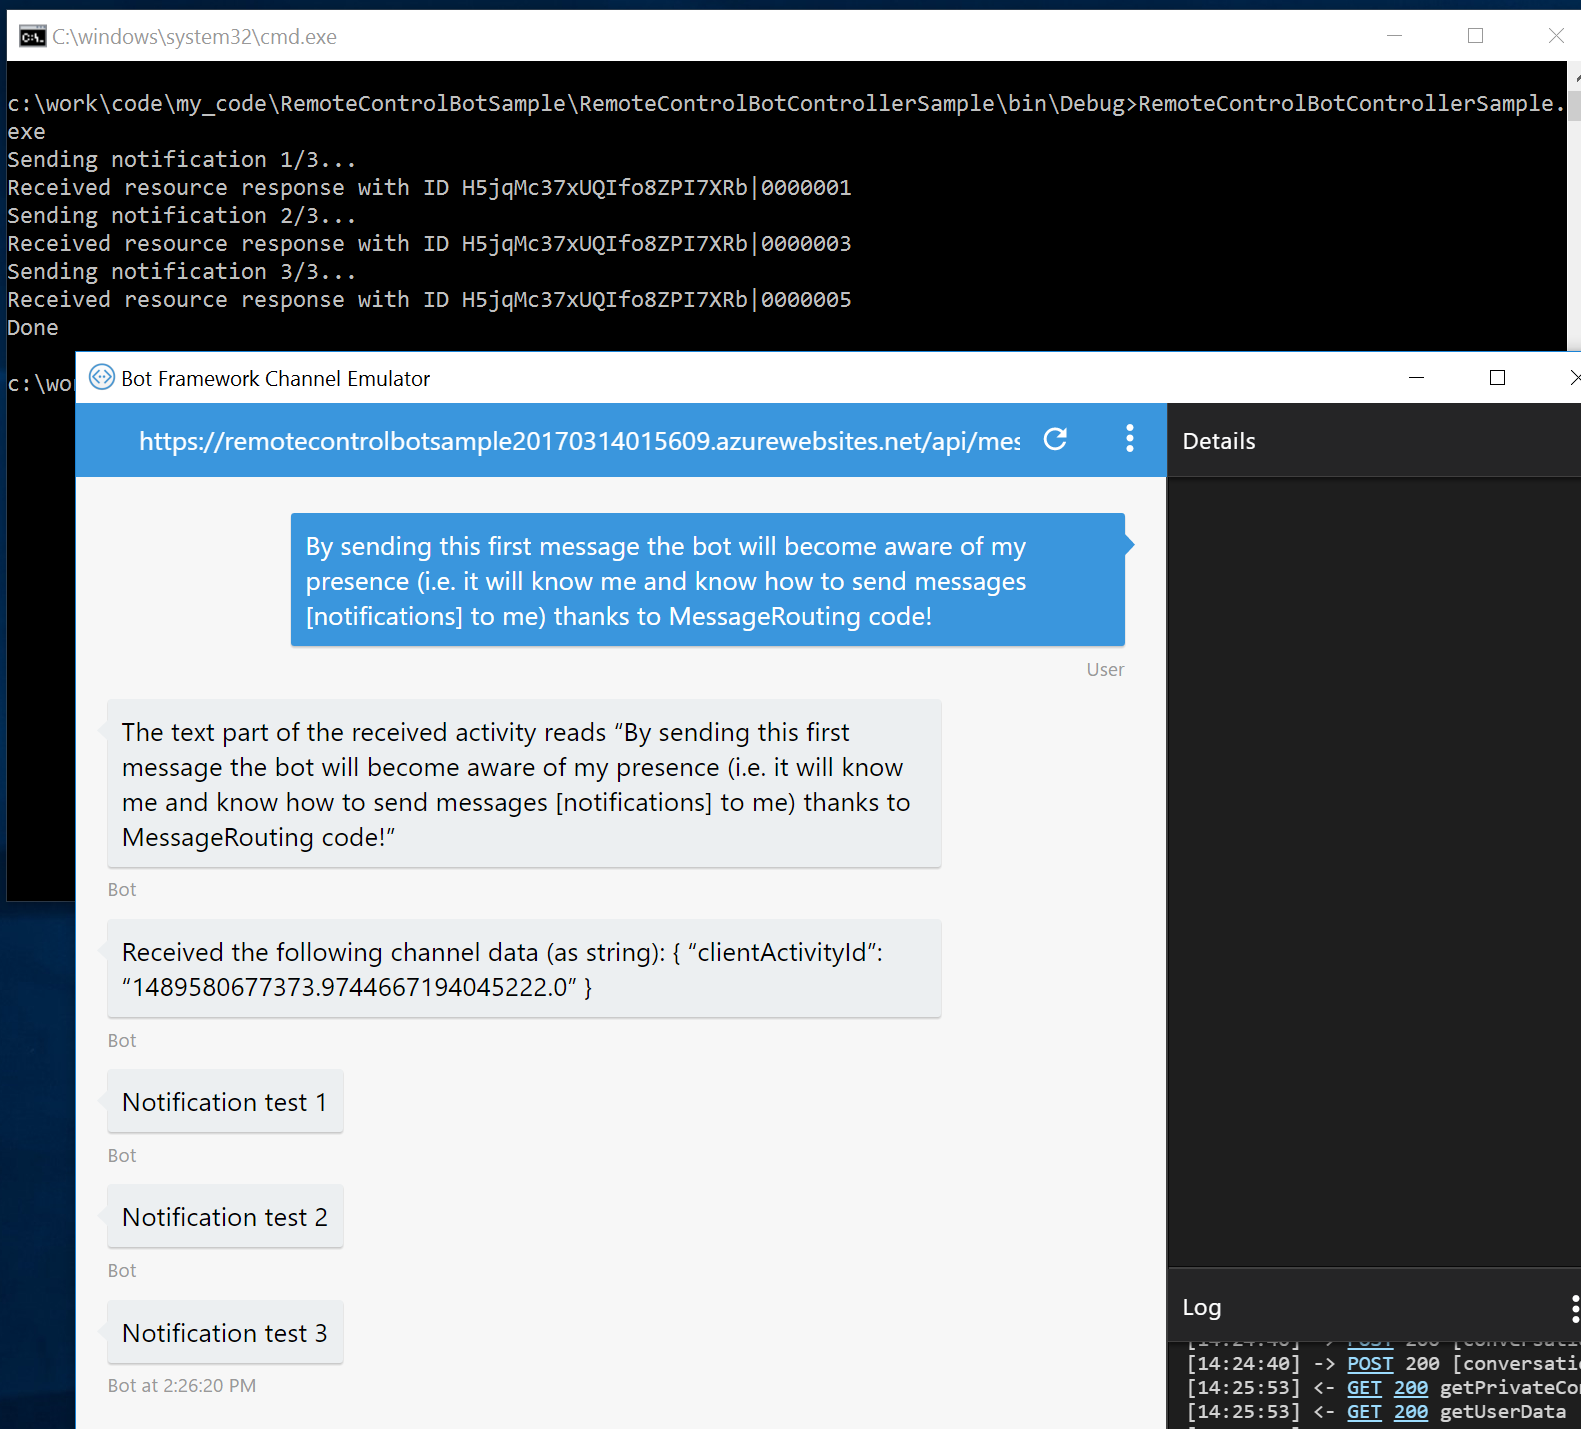 C:\windows\system32\cmd.exe
c:\work\code\my_code\RemoteControlBotSample\RemoteControlBotControllerSample\bin\Debug>RemoteControlBotControllerSample.
exe
Sending notification 1/3...
Received resource response with ID H5jqMc37xUQIfo8ZPI7XRb|0000001
Sending notification 2/3...
Received resource response with ID H5jqMc37xUQIfo8ZPI7XRb|0000003
Sending notification 3/3...
Received resource response with ID H5jqMc37xUQIfo8ZPI7XRb|0000005
Done
c:\wo
Bot Framework Channel Emulator
https://remotecontrolbotsample20170314015609.azurewebsites.net/api/mes
By sending this first message the bot will become aware of my
presence (i.e. it will know me and know how to send messages
[notifications] to me) thanks to MessageRouting code!
User
The text part of the received activity reads “By sending this first
message the bot will become aware of my presence (i.e. it will know
me and know how to send messages [notifications] to me) thanks to
MessageRouting code!”
Bot
Received the following channel data (as string): { “clientActivityId”:
“1489580677373.9744667194045222.0” }
Bot
Notification test 1
Bot
Notification test 2
Bot
Notification test 3
Bot at 2:26:20 PM
Details
Log
[14:24:40] -> POST 200 [conversati
[14:24:40] -> POST 200 [conversati
[14:25:53] <- GET 200 getPrivateCo
[14:25:53] <- GET 200 getUserData